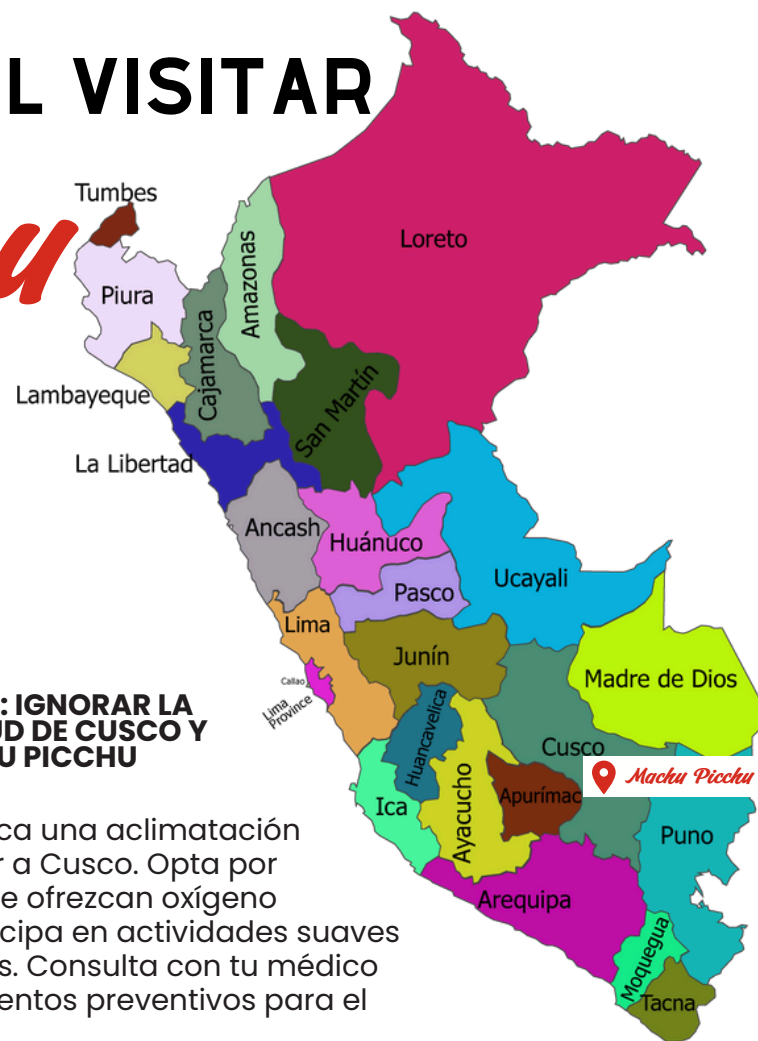 L VISITAR
u
Tumbes
Loreto
Amazonas
Piura
Cajamarca
San Martín
Lambayeque
La Libertad
Ancash
Huánuco
Ucayali
Pasco
Lima
Junín
Madre de Dios
Callao
Lima
Province
Huancavelica
: IGNORAR LA
UD DE CUSCO Y
U PICCHU
Cusco
Machu Picchu
Apurímac
Ayacucho
Ica
Puno
ca una aclimatación
r a Cusco. Opta por
e ofrezcan oxígeno
cipa en actividades suaves
s. Consulta con tu médico
entos preventivos para el
Arequipa
Moquegua
Tacna